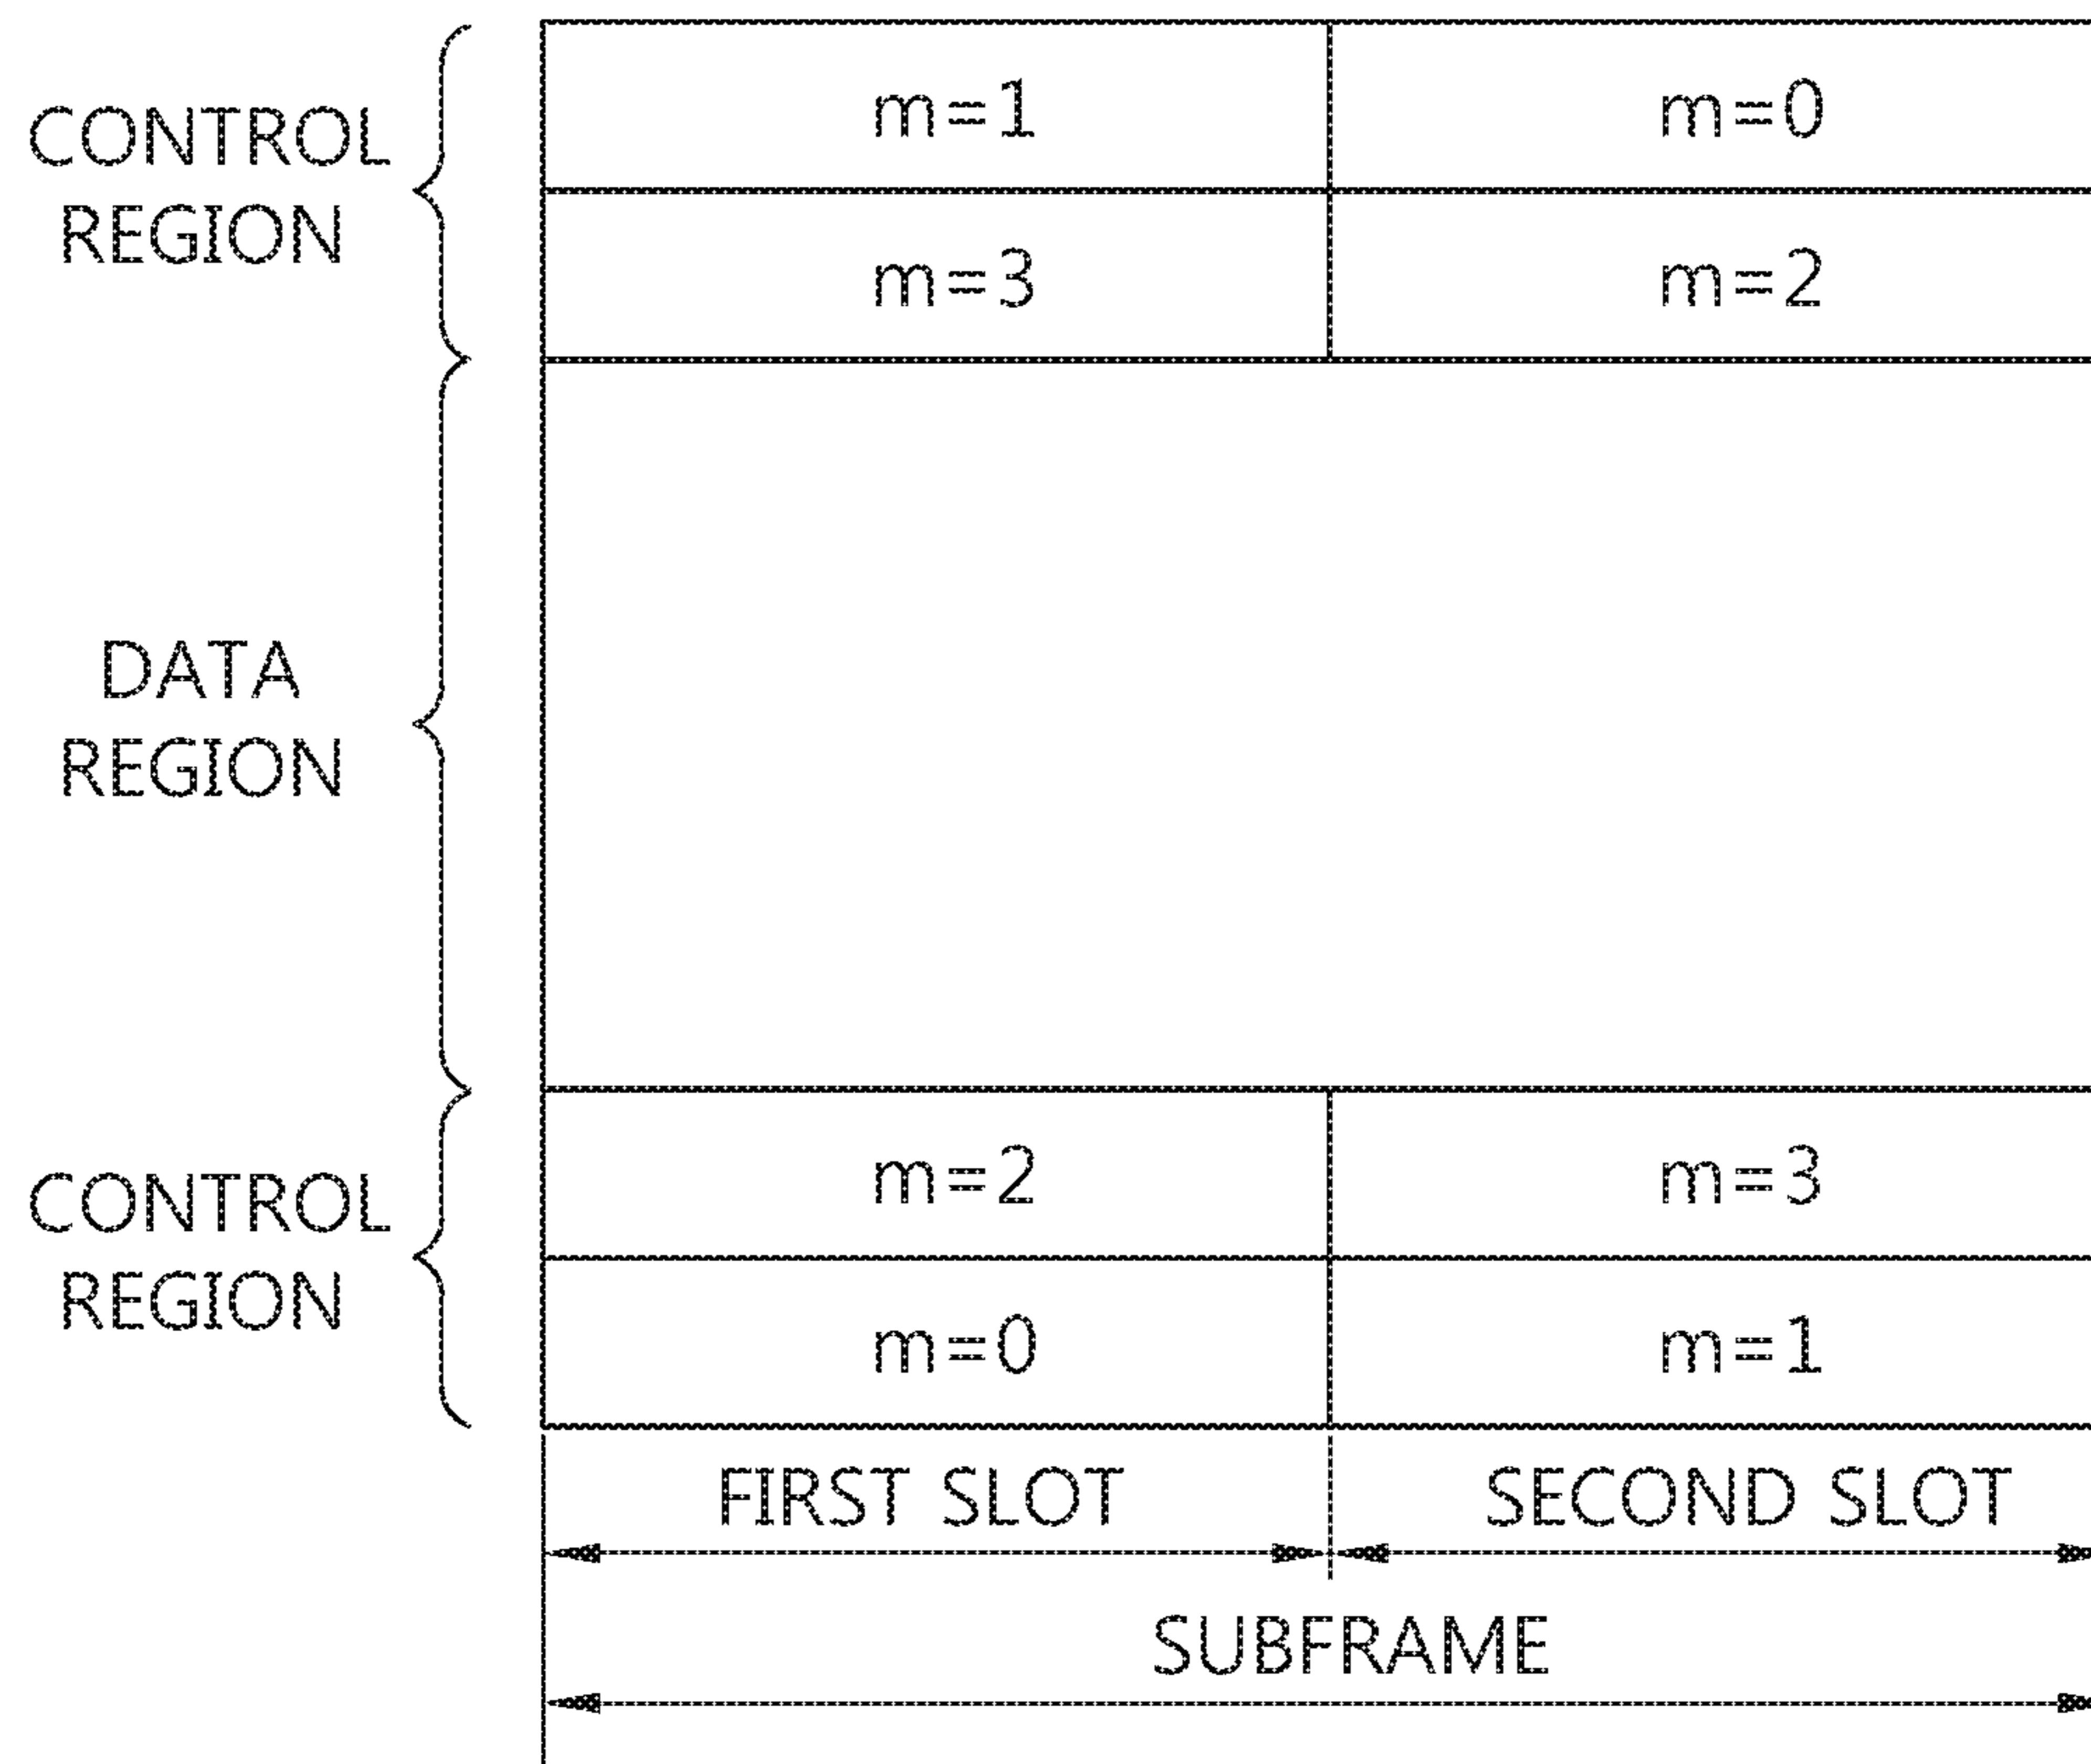 m=1 m=0
CONTROL
REGION
m=3 m=2
DATA
REGION
m=2 m=3
CONTROL
REGION
m=0 m=1
FIRST SLOT SECOND SLOT
SUBFRAME